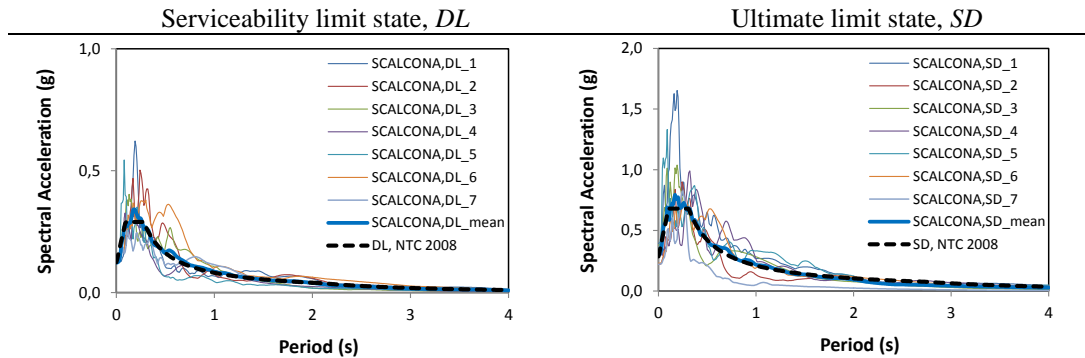 Serviceability limit state, DL
Ultimate limit state, SD
1,0
0,5
0,0
Spectral Acceleration (g)
0
1
2
3
4
Period (s)
SCALCONA,DL_1
SCALCONA,DL_2
SCALCONA,DL_3
SCALCONA,DL_4
SCALCONA,DL_5
SCALCONA,DL_6
SCALCONA,DL_7
SCALCONA,DL_mean
DL, NTC 2008
2,0
1,5
1,0
0,5
0,0
Spectral Acceleration (g)
0
1
2
3
4
Period (s)
SCALCONA,SD_1
SCALCONA,SD_2
SCALCONA,SD_3
SCALCONA,SD_4
SCALCONA,SD_5
SCALCONA,SD_6
SCALCONA,SD_7
SCALCONA,SD_mean
SD, NTC 2008